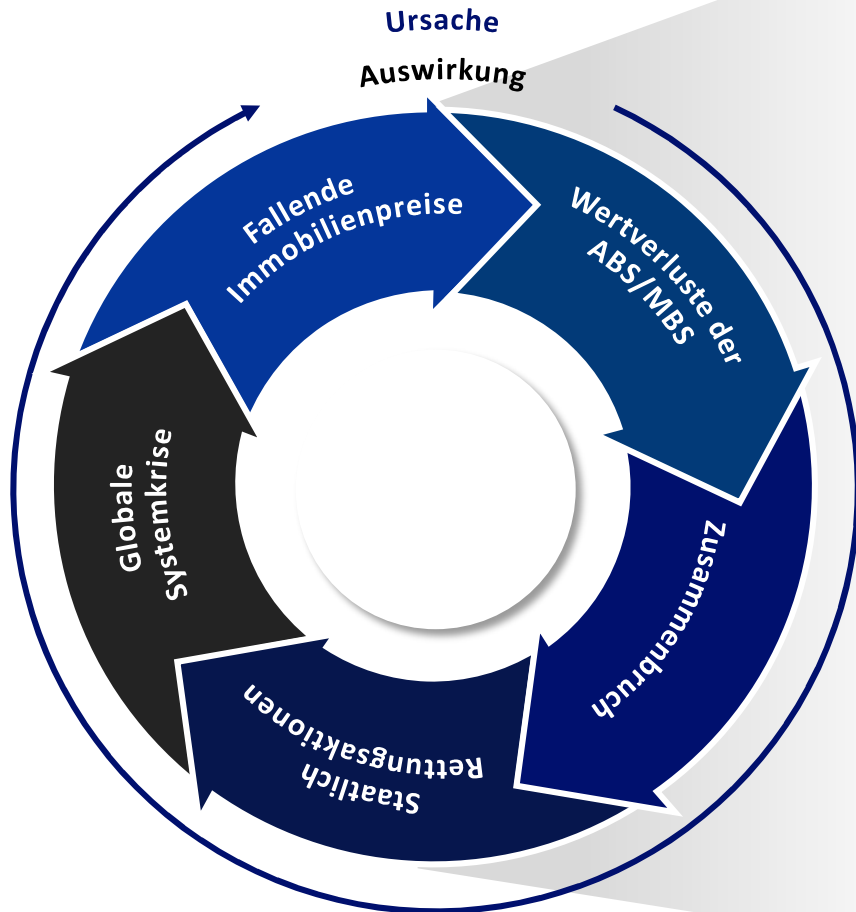 Ursache
Auswirkung
Fallende
Immobilienpreise
Wertverluste der
ABS/MBS
Zusammenbruch
Staatlich
Rettungsaktionen
Globale
Systemkrise